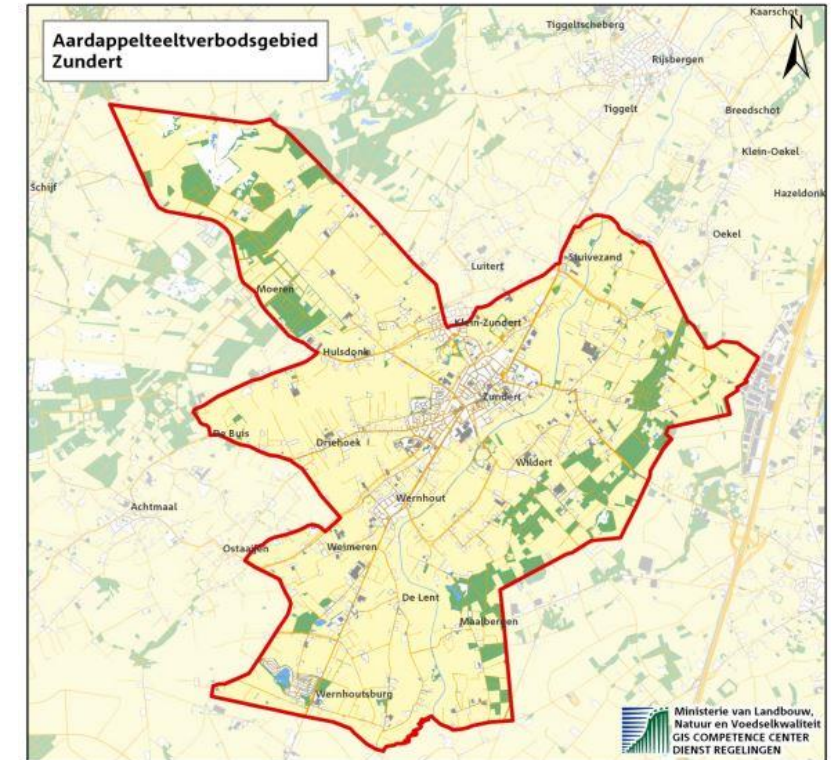 Aardappelteeltverbodsgebied
Zundert
Kaarschot
N
Tiggeltscheberg
Rijsbergen
Tiggelt
Breedschot
Klein-Oekel
Schijf
Hazeldonk
Oekel
Luitert
Stuivezand
Moeren
Klein-Zundert
Hulsdonk
Zundert
De Buis
Driehoek
Wildert
Wernhout
Achtmaal
Ostaaijen
Weimeren
De Lent
Maalbergen
Wernhoutsburg
Ministerie van Landbouw,
Natuur en Voedselkwaliteit
GIS COMPETENCE CENTER
DIENST REGELINGEN